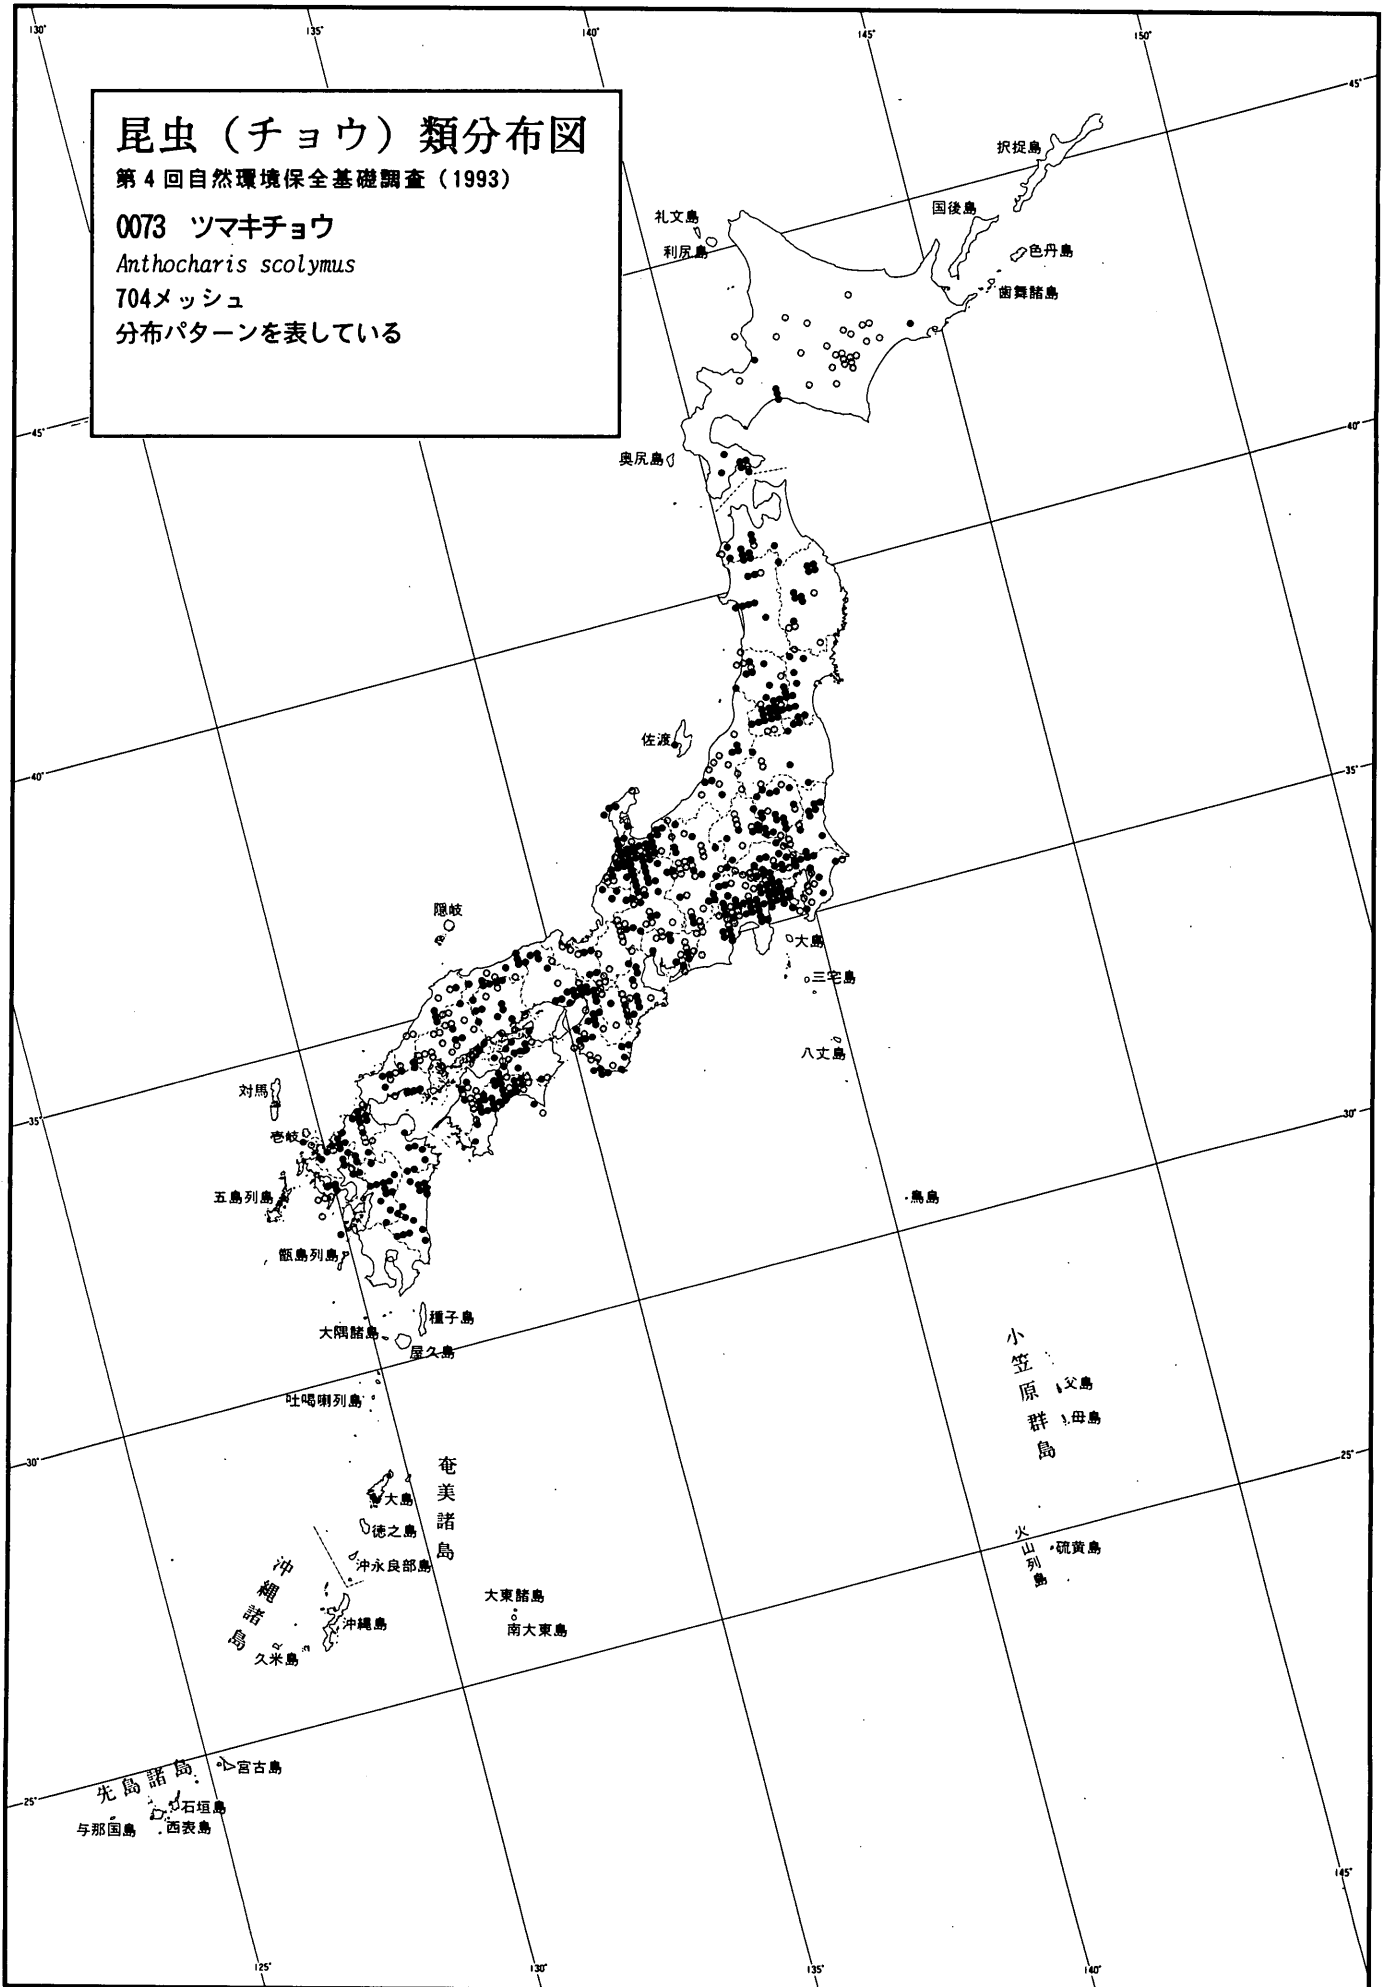 130°
135°
140°
145°
150°
昆虫（チョウ）類分布図
第4回自然環境保全基礎調査（1993）
0073 ツマキチョウ
Anthocharis scolymus
704メッシュ
分布パターンを表している
45°
択捉島
国後島
礼文島
利尻島
色丹島
歯舞諸島
45°
40°
奥尻島
佐渡
40°
35°
隠岐
大島
三宅島
八丈島
対馬
35°
壱岐
30°
五島列島
鳥島
甑島列島
種子島
大隅諸島
屋久島
吐噶喇列島
小笠原群島
父島
母島
30°
25°
奄美諸島
大島
徳之島
沖永良部島
火山列島
硫黄島
沖縄諸島
大東諸島
南大東島
沖縄島
久米島
先島諸島
宮古島
石垣島
西表島
与那国島
25°
145°
125°
130°
135°
140°